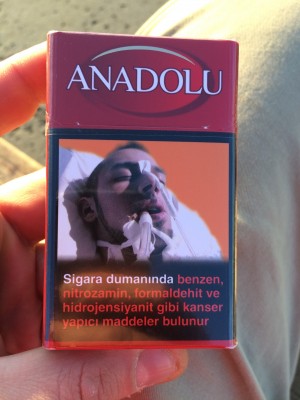 ANADOLU
Sigara dumanında benzen,
nitrozamin, formaldehit ve
hidrojensiyanit gibi kanser
yapıcı maddeler bulunur